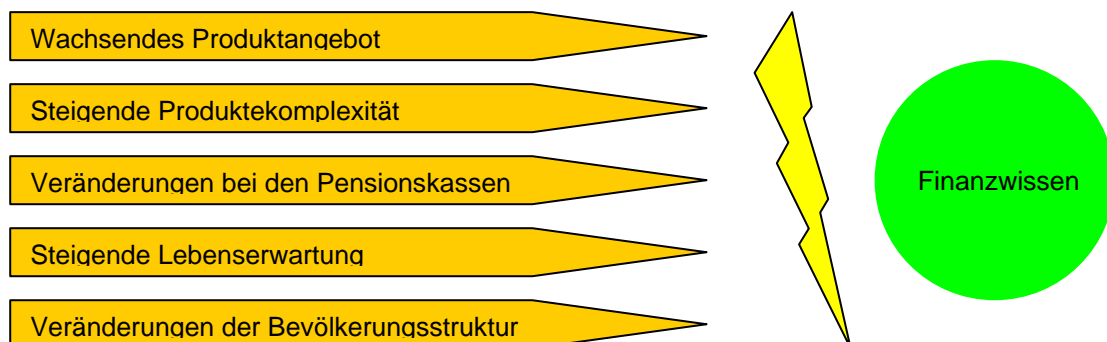 Wachsendes Produktangebot
Steigende Produktekomplexität
Veränderungen bei den Pensionskassen
Finanzwissen
Steigende Lebenserwartung
Veränderungen der Bevölkerungsstruktur